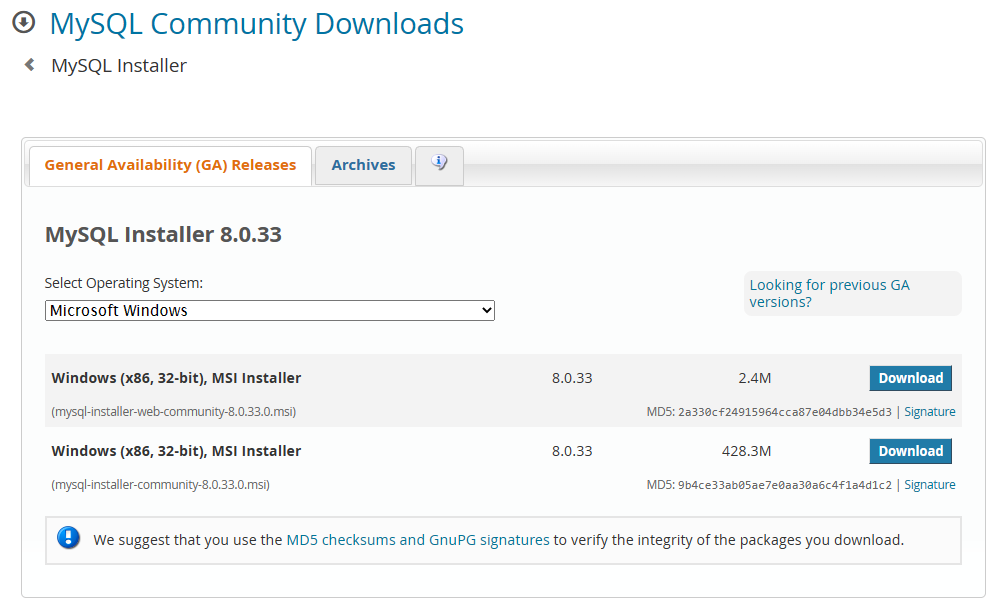 MySQL Community Downloads
MySQL Installer
General Availability (GA) Releases
Archives
MySQL Installer 8.0.33
Select Operating System:
Looking for previous GA
versions?
Microsoft Windows
Windows (x86, 32-bit), MSI Installer 8.0.33 2.4M Download
(mysql-installer-web-community-8.0.33.0.msi) MD5: 2a330cf24915964cca87e04dbb34e5d3 | Signature
Windows (x86, 32-bit), MSI Installer 8.0.33 428.3M Download
(mysql-installer-community-8.0.33.0.msi) MD5: 9b4ce33ab05ae7e0aa30a6c4f1a4d1c2 | Signature
We suggest that you use the MD5 checksums and GnuPG signatures to verify the integrity of the packages you download.